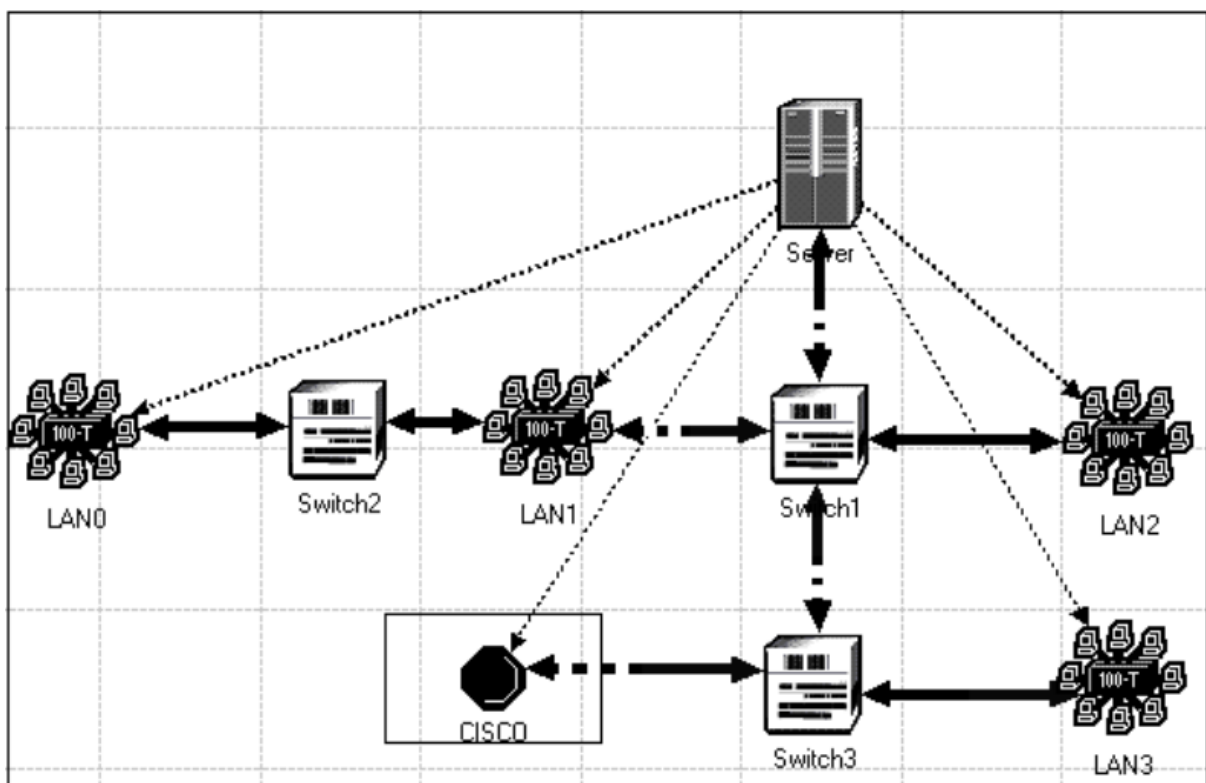 Server
100-T
100-T
100-T
LAN0
Switch2
LAN1
Switch1
LAN2
100-T
CISCO
Switch3
LAN3